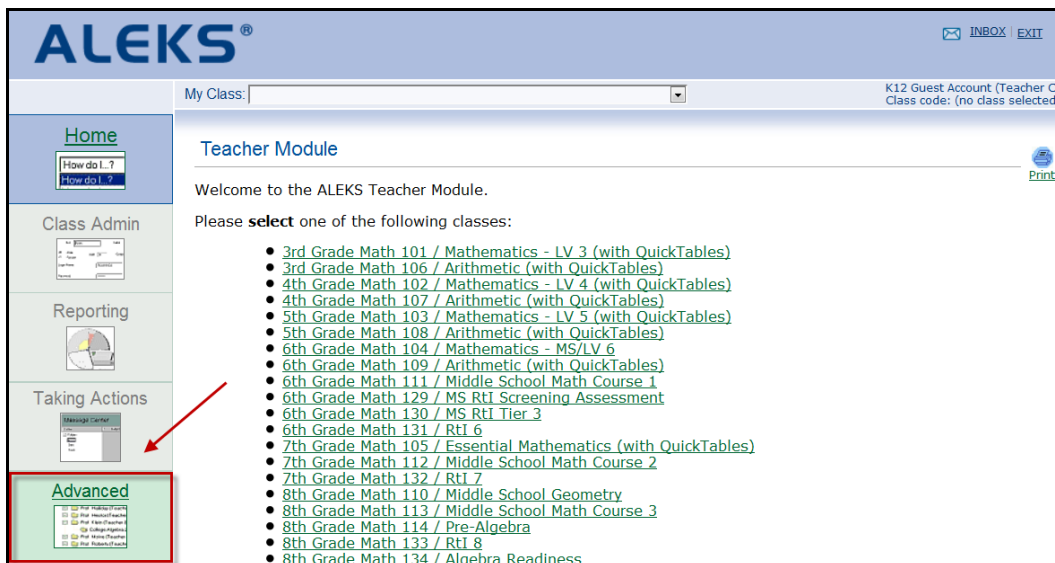 ALEKS®
INBOX | EXIT
My Class:
K12 Guest Account (Teacher C
Class code: (no class selected
Home
How do I...?
How do I...?
Class Admin
Reporting
Taking Actions
Message Center
Advanced
Teacher Module
Print
Welcome to the ALEKS Teacher Module.
Please select one of the following classes:
3rd Grade Math 101 / Mathematics - LV 3 (with QuickTables)
3rd Grade Math 106 / Arithmetic (with QuickTables)
4th Grade Math 102 / Mathematics - LV 4 (with QuickTables)
4th Grade Math 107 / Arithmetic (with QuickTables)
5th Grade Math 103 / Mathematics - LV 5 (with QuickTables)
5th Grade Math 108 / Arithmetic (with QuickTables)
6th Grade Math 104 / Mathematics - MS/LV 6
6th Grade Math 109 / Arithmetic (with QuickTables)
6th Grade Math 111 / Middle School Math Course 1
6th Grade Math 129 / MS RtI Screening Assessment
6th Grade Math 130 / MS RtI Tier 3
6th Grade Math 131 / RtI 6
7th Grade Math 105 / Essential Mathematics (with QuickTables)
7th Grade Math 112 / Middle School Math Course 2
7th Grade Math 132 / RtI 7
8th Grade Math 110 / Middle School Geometry
8th Grade Math 113 / Middle School Math Course 3
8th Grade Math 114 / Pre-Algebra
8th Grade Math 133 / RtI 8
8th Grade Math 134 / Algebra Readiness